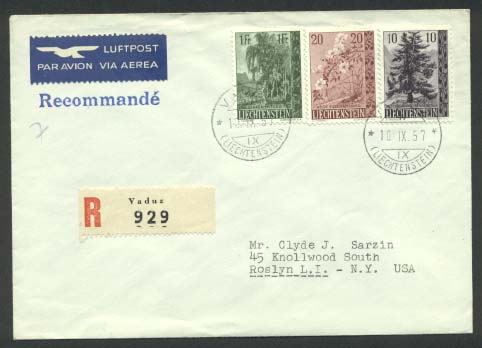 LUFTPOST
PAR AVION VIA AEREA
Recommandé
1Fr 1Fr
LIECHTENSTEIN
20 20
LIECHTENSTEIN
10 10
LIECHTENSTEIN
IX
(LIECHTENSTEIN)
10.IX.57
IX
(LIECHTENSTEIN)
R
Vaduz
929
Mr. Clyde J. Sarzin
45 Knollwood South
Roslyn L.I. - N.Y. USA